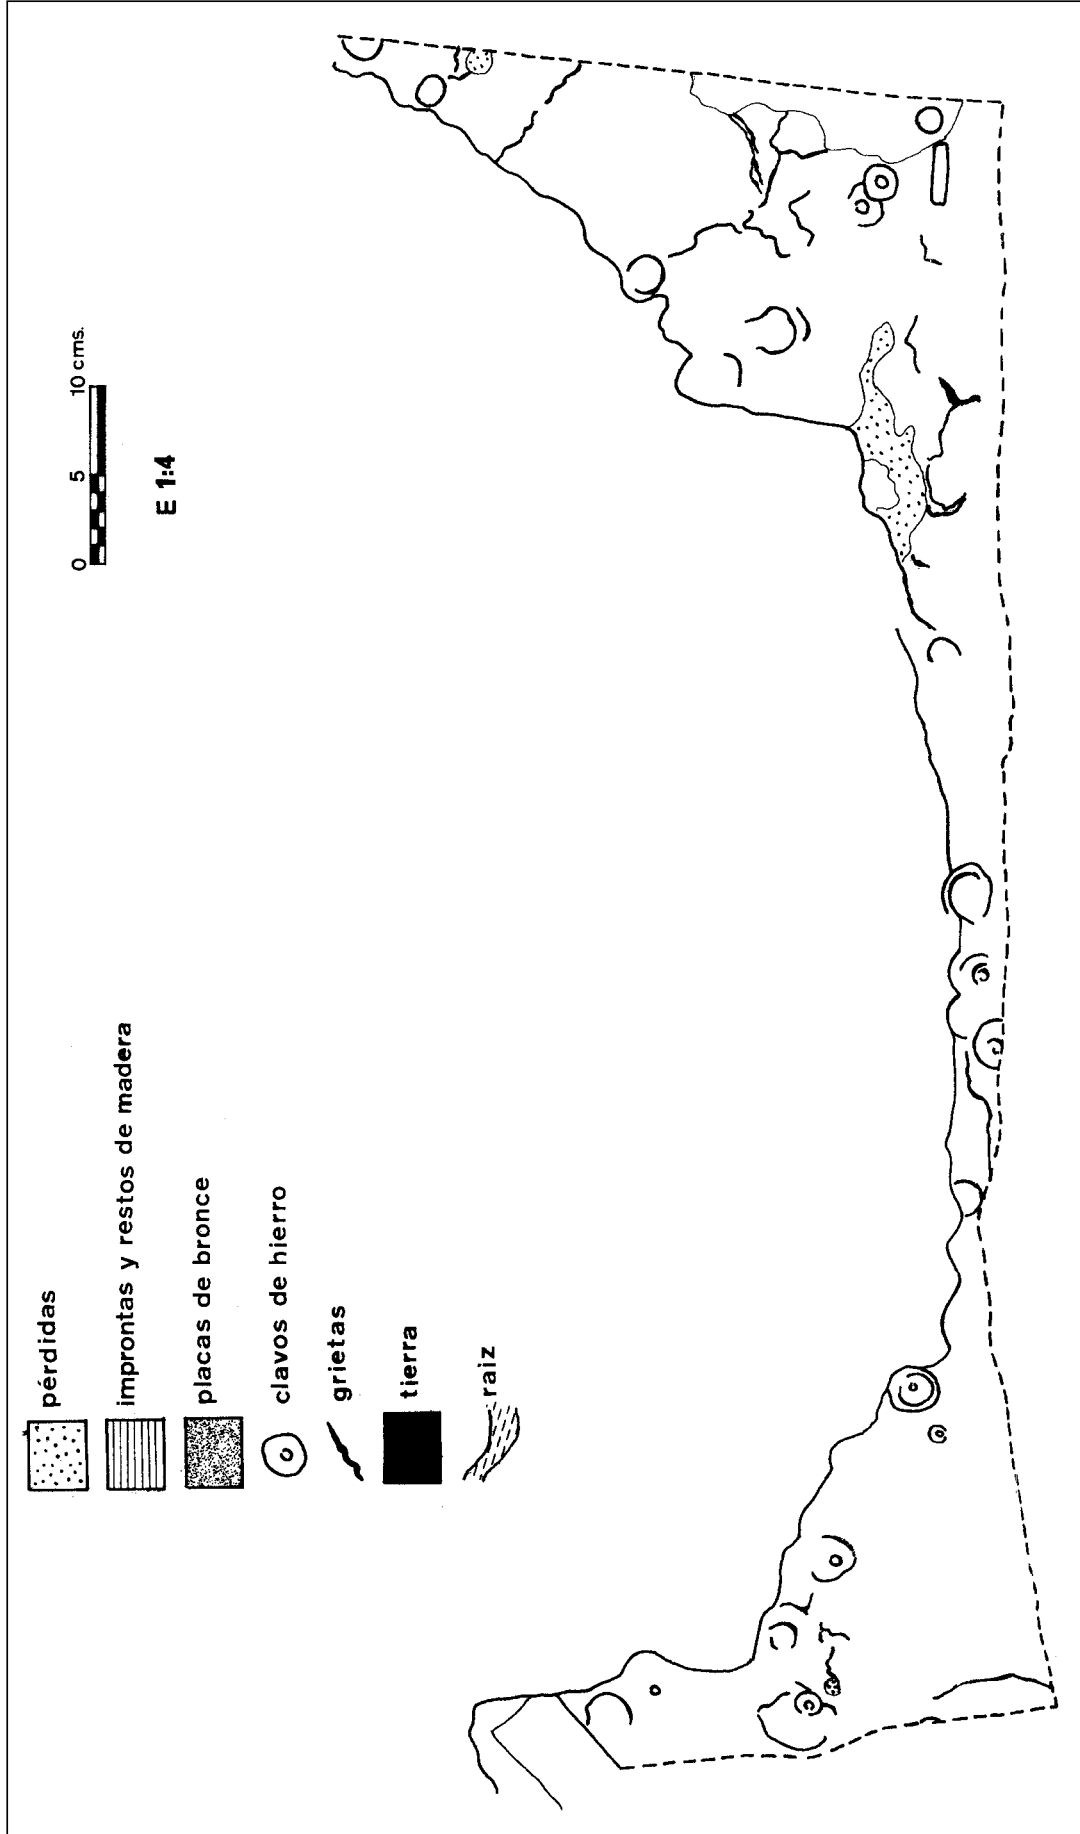 0 5 10 cms.
E 1:4
pérdidas
improntas y restos de madera
placas de bronce
clavos de hierro
grietas
tierra
raiz